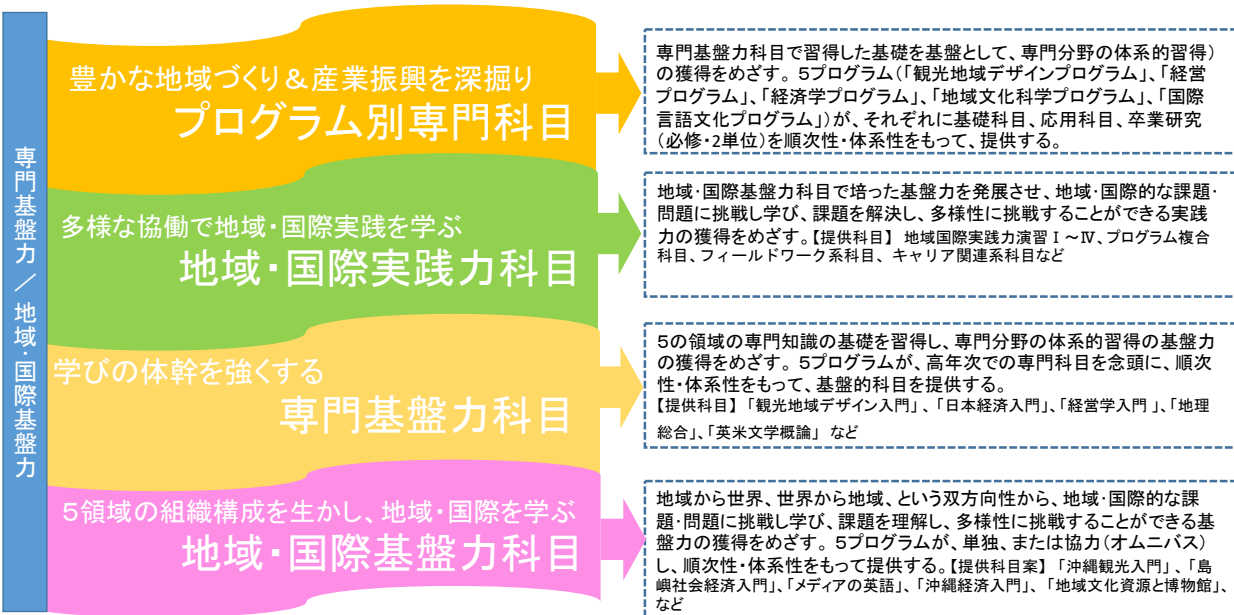 専門基盤力／地域・国際基盤力
豊かな地域づくり＆産業振興を深掘り
プログラム別専門科目
専門基盤力科目で習得した基礎を基盤として、専門分野の体系的習得）
の獲得をめざす。5プログラム（「観光地域デザインプログラム」、「経営
プログラム」、「経済学プログラム」、「地域文化科学プログラム」、「国際
言語文化プログラム」）が、それぞれに基礎科目、応用科目、卒業研究
（必修・2単位）を順次性・体系性をもって、提供する。
多様な協働で地域・国際実践を学ぶ
地域・国際実践力科目
地域・国際基盤力科目で培った基盤力を発展させ、地域・国際的な課題・
問題に挑戦し学び、課題を解決し、多様性に挑戦することができる実践
力の獲得をめざす。【提供科目】 地域国際実践力演習Ⅰ～Ⅳ、プログラム複合
科目、フィールドワーク系科目、キャリア関連系科目など
学びの体幹を強くする
専門基盤力科目
5の領域の専門知識の基礎を習得し、専門分野の体系的習得の基盤力
の獲得をめざす。5プログラムが、高年次での専門科目を念頭に、順次
性・体系性をもって、基盤的科目を提供する。
【提供科目】「観光地域デザイン入門」、「日本経済入門」、「経営学入門」、「地理
総合」、「英米文学概論」 など
5領域の組織構成を生かし、地域・国際を学ぶ
地域・国際基盤力科目
地域から世界、世界から地域、という双方向性から、地域・国際的な課
題・問題に挑戦し学び、課題を理解し、多様性に挑戦することができる基
盤力の獲得をめざす。5プログラムが、単独、または協力（オムニバス）
し、順次性・体系性をもって提供する。【提供科目案】「沖縄観光入門」、「島
嶼社会経済入門」、「メディアの英語」、「沖縄経済入門」、「地域文化資源と博物館」、
など